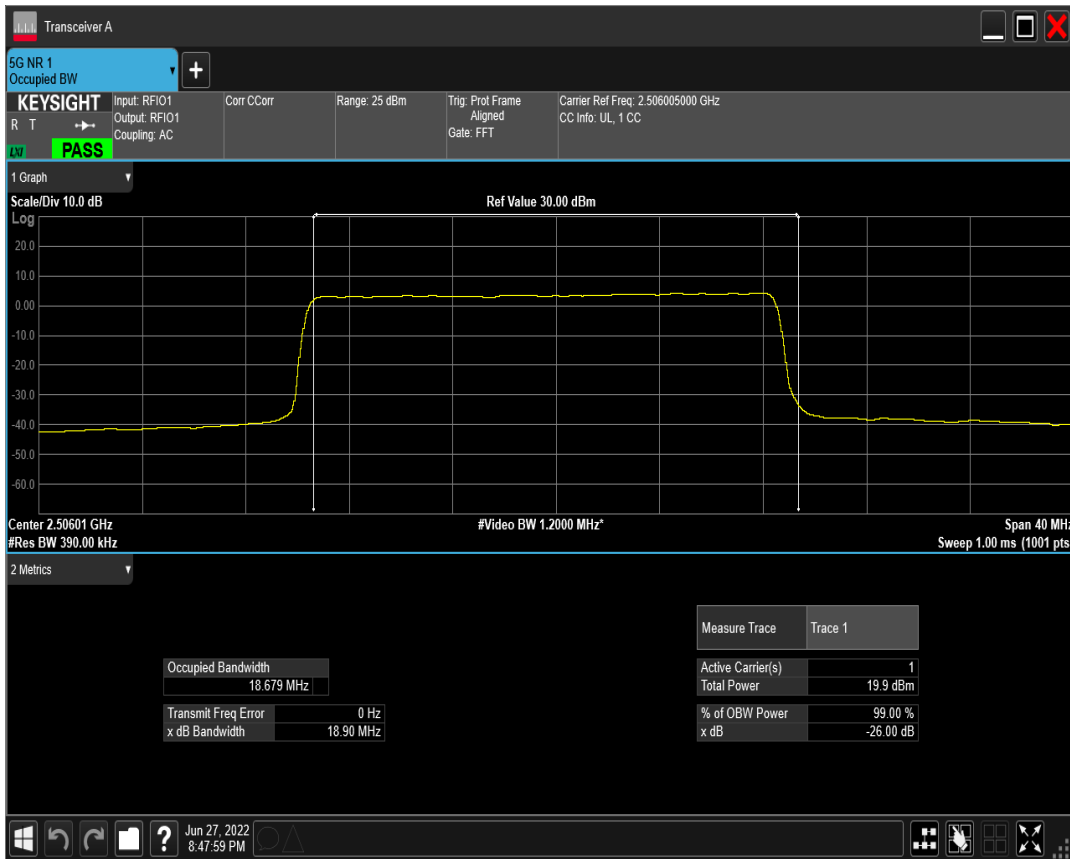 Transceiver A
5G NR 1
Occupied BW
+
KEYSIGHT
R T
LXI
PASS
Input: RFIO1
Output: RFIO1
Coupling: AC
Corr CCorr
Range: 25 dBm
Trig: Prot Frame
Aligned
Gate: FFT
Carrier Ref Freq: 2.506005000 GHz
CC Info: UL, 1 CC
1 Graph
Scale/Div 10.0 dB
Ref Value 30.00 dBm
Log
20.0
10.0
0.00
-10.0
-20.0
-30.0
-40.0
-50.0
-60.0
Center 2.50601 GHz
#Video BW 1.2000 MHz*
Span 40 MHz
#Res BW 390.00 kHz
Sweep 1.00 ms (1001 pts
2 Metrics
Measure Trace Trace 1
Occupied Bandwidth
18.679 MHz
Active Carrier(s) 1
Total Power 19.9 dBm
Transmit Freq Error 0 Hz
x dB Bandwidth 18.90 MHz
% of OBW Power 99.00 %
x dB -26.00 dB
?
Jun 27, 2022
8:47:59 PM